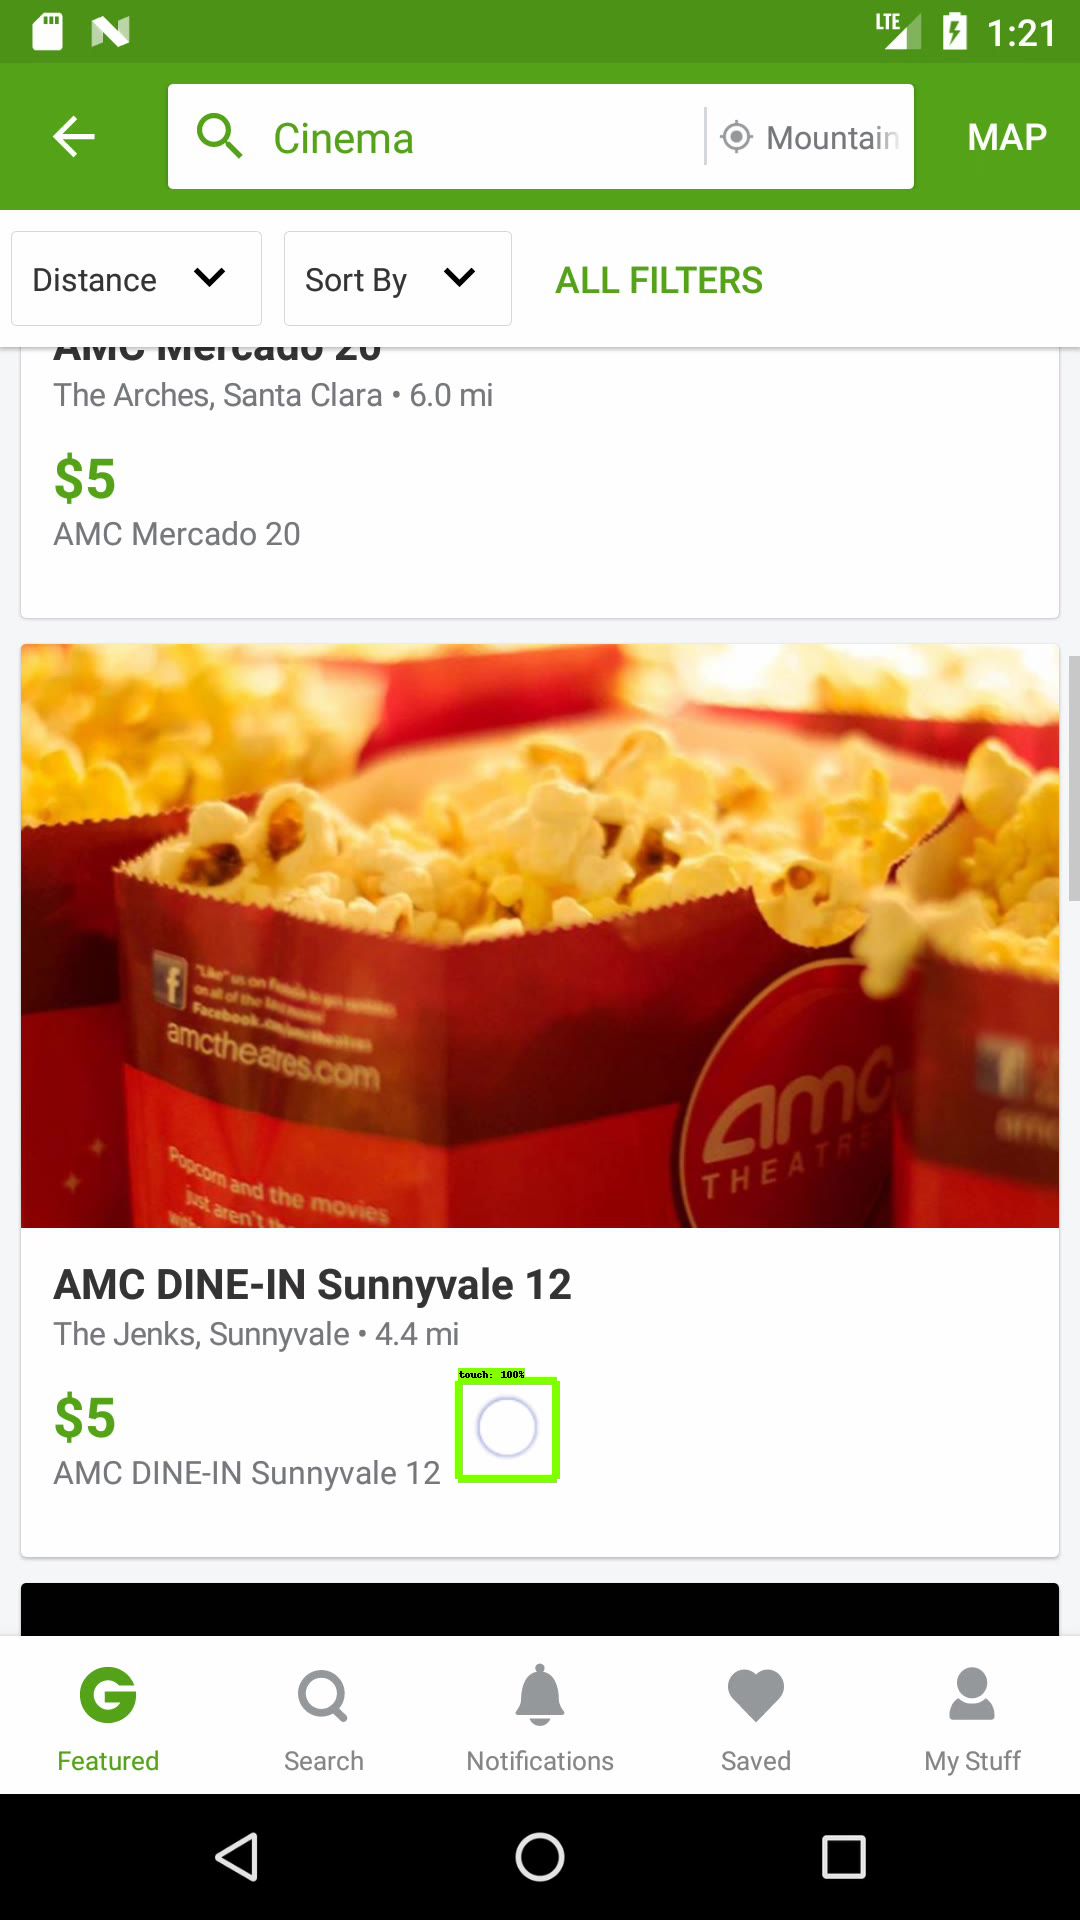 LTE 1:21
Cinema Mountain MAP
Distance Sort By ALL FILTERS
AMC Mercado 20
The Arches, Santa Clara • 6.0 mi
$5
AMC Mercado 20
"Like" us on
Facebook
amctheatres.com
amc
THEATRES
amc
Popcorn and the movies
just aren't the
AMC DINE-IN Sunnyvale 12
The Jenks, Sunnyvale • 4.4 mi
touch: 100%
$5
AMC DINE-IN Sunnyvale 12
Featured Search Notifications Saved My Stuff